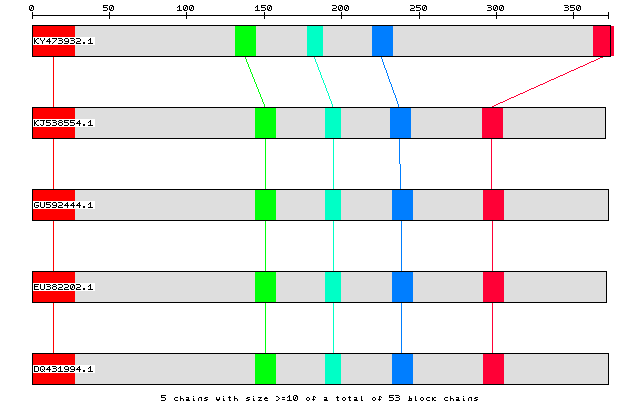 0 50 100 150 200 250 300 350
KY473932.1
KJ538554.1
GU592444.1
EU382202.1
DQ431994.1
5 chains with size >=10 of a total of 53 block chains